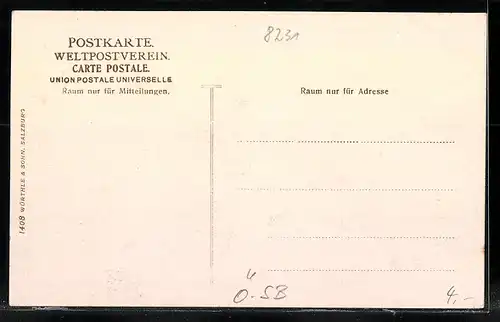 POSTKARTE.
WELTPOSTVEREIN.
CARTE POSTALE.
UNION POSTALE UNIVERSELLE
Raum nur für Mitteilungen.
8231
Raum nur für Adresse
1408 WÜRTHLE & SOHN, SALZBURG
Ö.SB
4,-